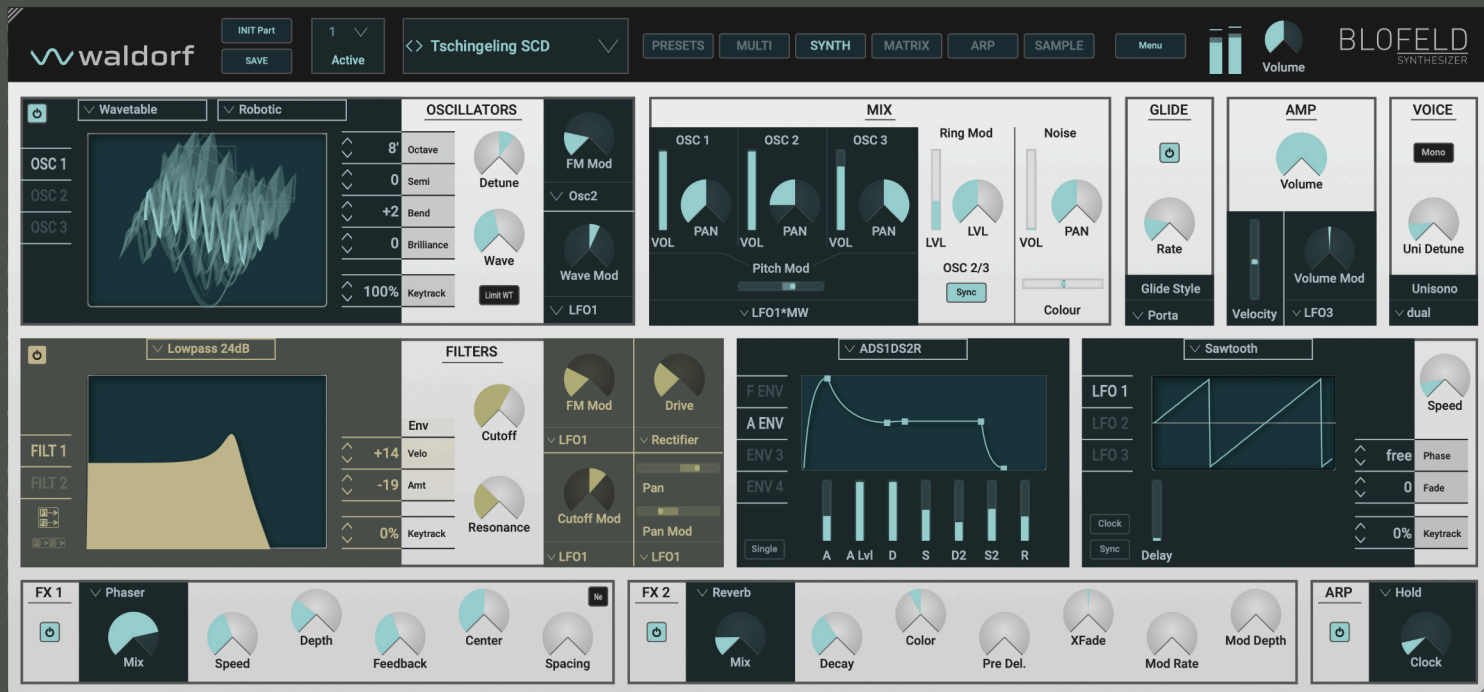 waldorf
INIT Part
SAVE
1
Active
<> Tschingeling SCD
PRESETS
MULTI
SYNTH
MATRIX
ARP
SAMPLE
Menu
Volume
BLOFELD
SYNTHESIZER
Wavetable
Robotic
OSC 1
OSC 2
OSC 3
OSCILLATORS
8' Octave
0 Semi
+2 Bend
0 Brilliance
100% Keytrack
Detune
Wave
Limit WT
FM Mod
Osc2
Wave Mod
LFO1
MIX
OSC 1
OSC 2
OSC 3
VOL
PAN
VOL
PAN
VOL
PAN
Pitch Mod
LFO1*MW
Ring Mod
LVL
LVL
OSC 2/3
Sync
Noise
VOL
PAN
Colour
GLIDE
Rate
Glide Style
Porta
AMP
Volume
Velocity
Volume Mod
LFO3
VOICE
Mono
Uni Detune
Unisono
dual
Lowpass 24dB
FILT 1
FILT 2
FILTERS
Env
+14 Velo
-19 Amt
0% Keytrack
Cutoff
Resonance
FM Mod
LFO1
Cutoff Mod
LFO1
Drive
Rectifier
Pan
Pan Mod
LFO1
ADS1DS2R
F ENV
A ENV
ENV 3
ENV 4
Single
A
A Lvl
D
S
D2
S2
R
Sawtooth
LFO 1
LFO 2
LFO 3
Clock
Sync
Delay
Speed
free Phase
0 Fade
0% Keytrack
FX 1
Phaser
Mix
Speed
Depth
Feedback
Center
Spacing
Ne
FX 2
Reverb
Mix
Decay
Color
Pre Del.
XFade
Mod Rate
Mod Depth
ARP
Hold
Clock